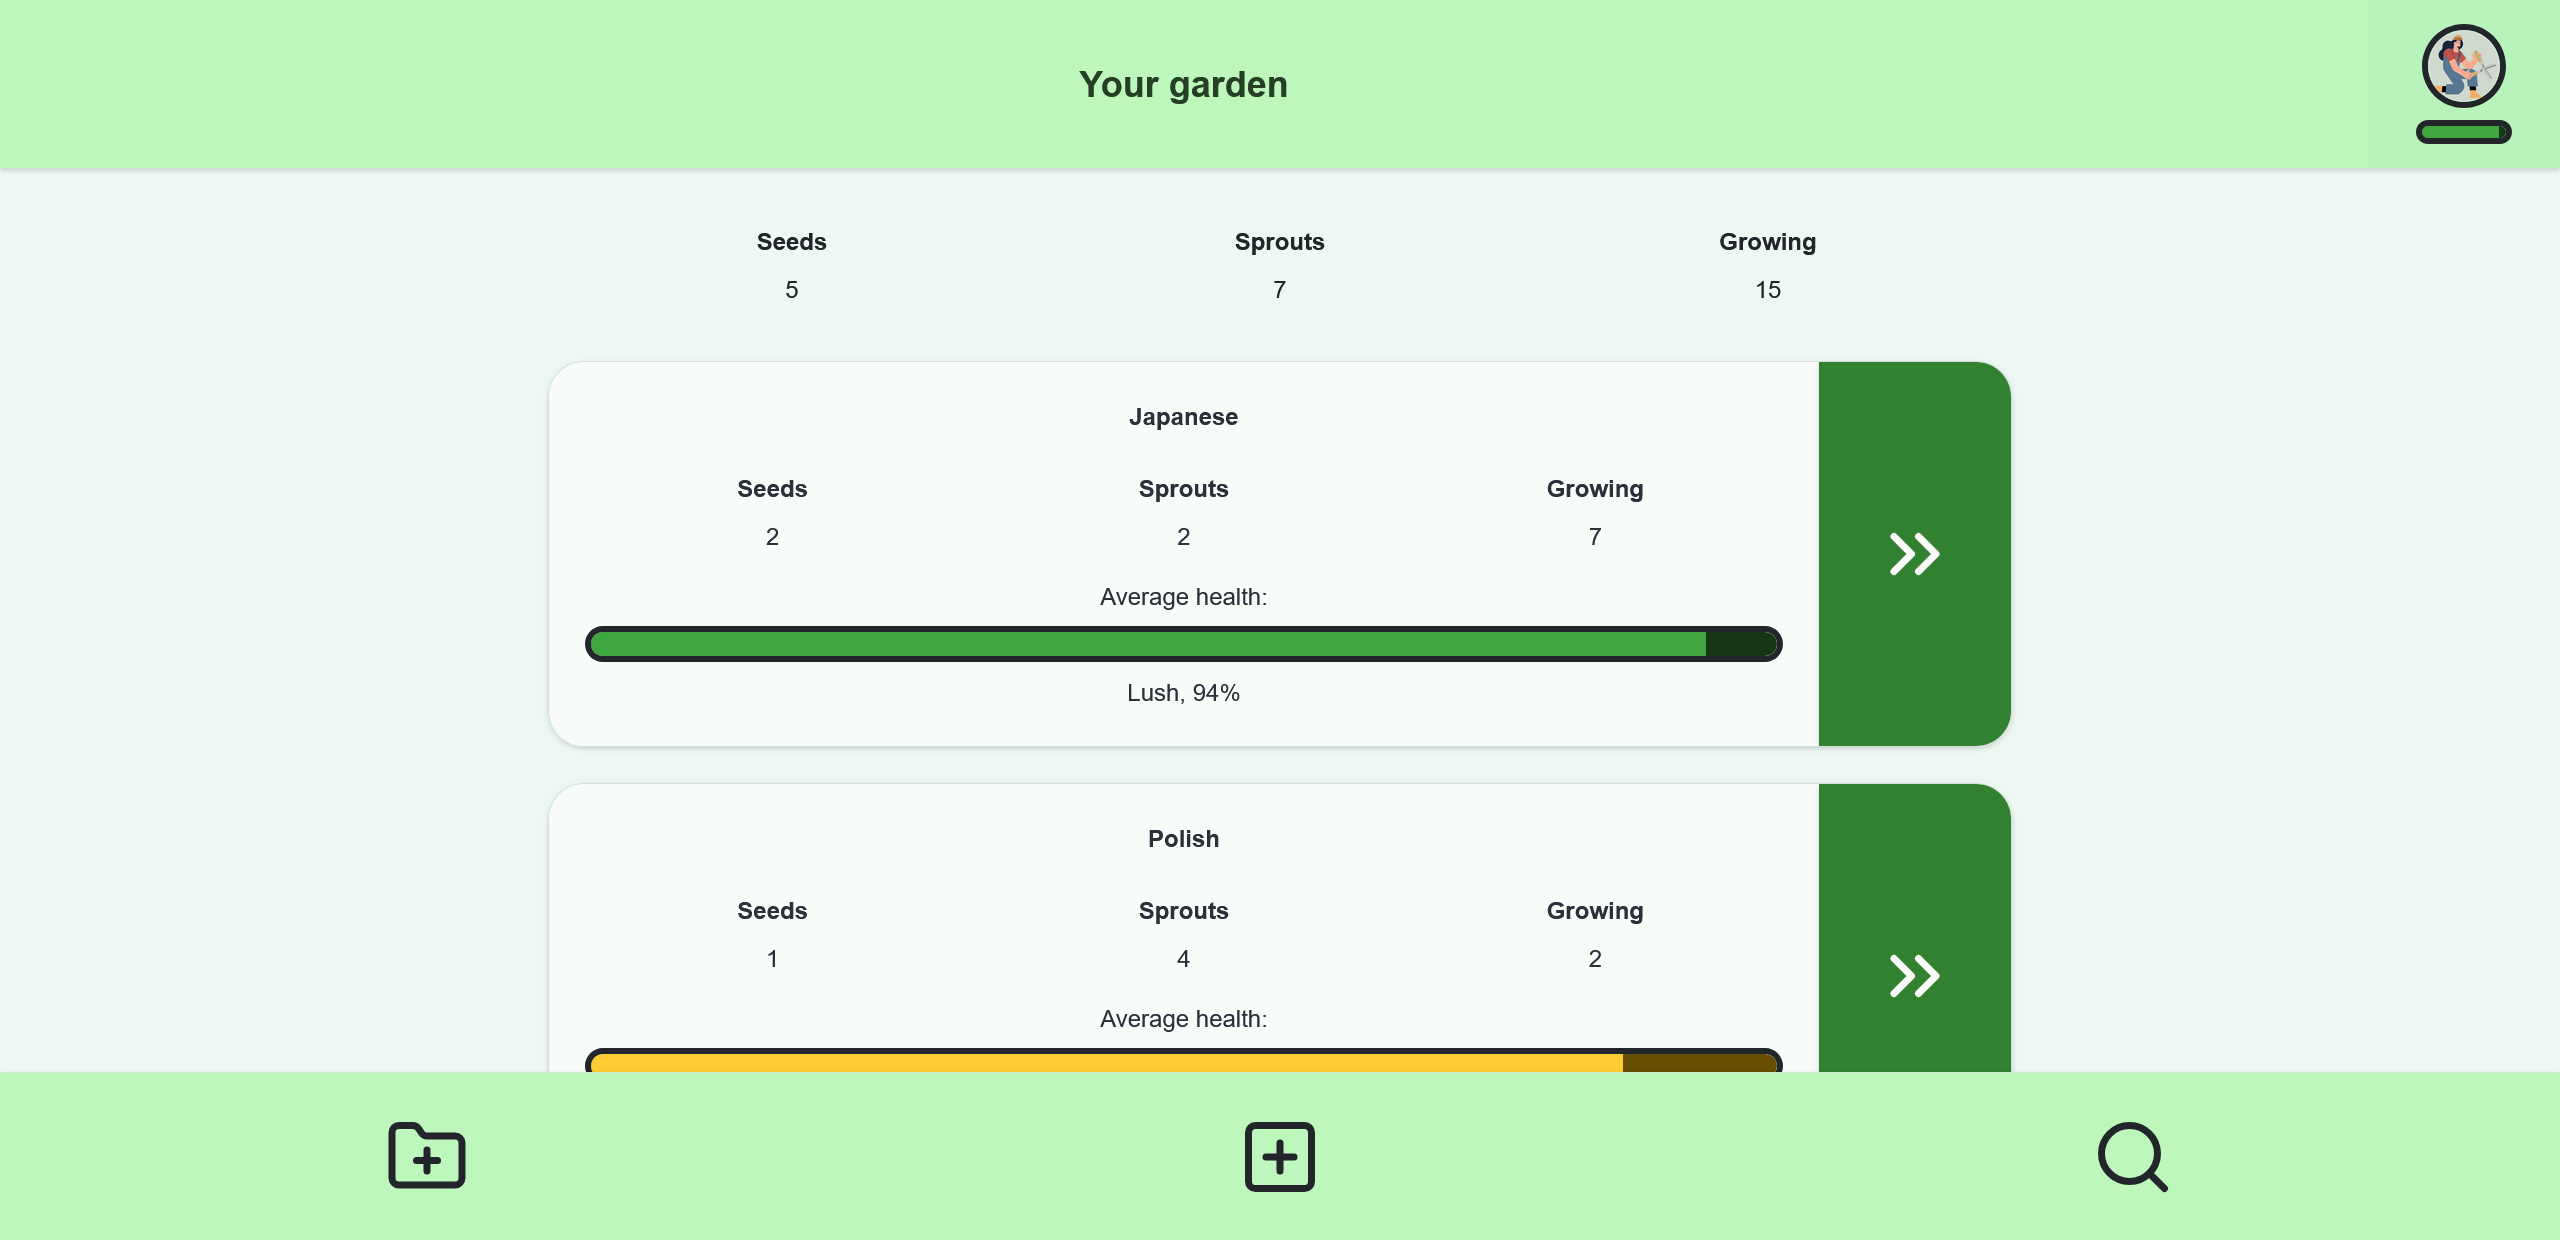 Your garden
Seeds Sprouts Growing
5 7 15
Japanese
Seeds Sprouts Growing
2 2 7
Average health:
Lush, 94%
Polish
Seeds Sprouts Growing
1 4 2
Average health: